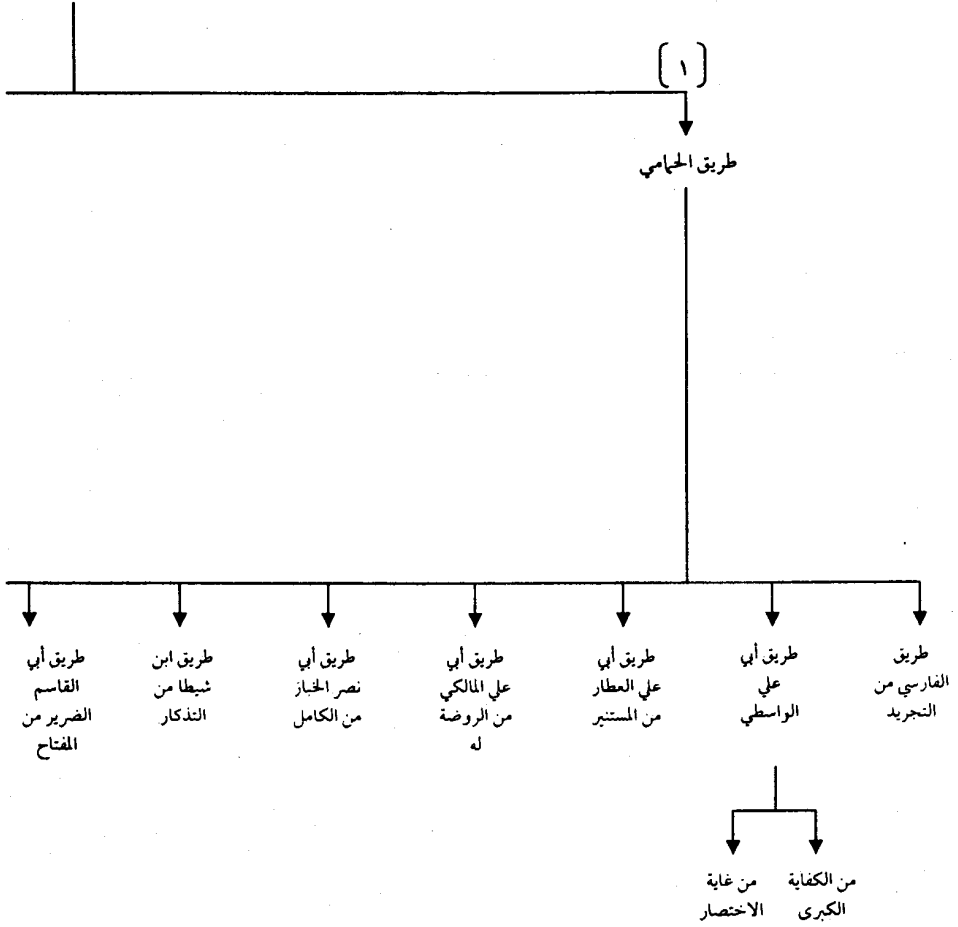 (١)
طريق الحمامي
طريق
الفارسي من
التجريد
طريق أبي
علي
الواسطي
طريق أبي
علي العطار
من المستنير
طريق أبي
علي المالكي
من الروضة
له
طريق أبي
نصر الخباز
من الكامل
طريق ابن
شيطا من
التذكار
طريق أبي
القاسم
الضرير من
المفتاح
من الكفاية
الكبرى
من غاية
الاختصار